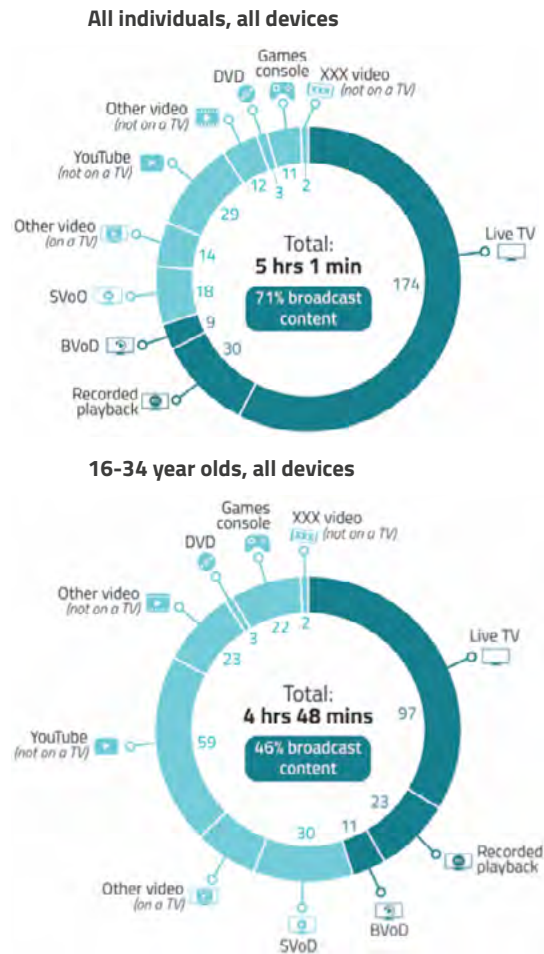 All individuals, all devices
Games
console
DVD
XXX video
(not on a TV)
XXX
Other video
(not on a TV)
YouTube
(not on a TV)
Other video
(on a TV)
SVoD
BVoD
Recorded
playback
Live TV
174
30
9
18
14
29
12
3
11
2
Total:
5 hrs 1 min
71% broadcast
content
16-34 year olds, all devices
Games
console
XXX video
(not on a TV)
XXX
DVD
Other video
(not on a TV)
YouTube
(not on a TV)
Other video
(on a TV)
SVoD
BVoD
Recorded
playback
Live TV
97
23
11
30
59
23
3
22
2
Total:
4 hrs 48 mins
46% broadcast
content